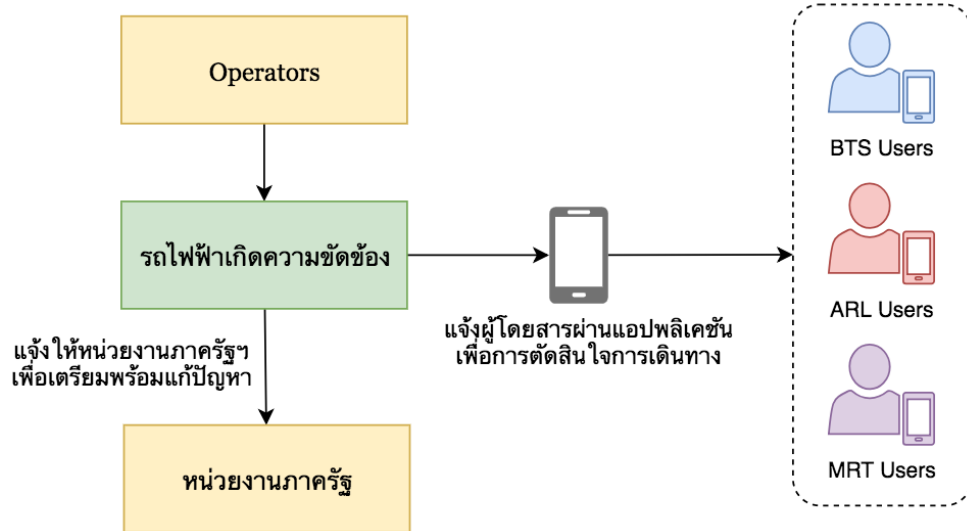 Operators
BTS Users
รถไฟฟ้าเกิดความขัดข้อง
ARL Users
แจ้งผู้โดยสารผ่านแอปพลิเคชัน
เพื่อการตัดสินใจการเดินทาง
แจ้งให้หน่วยงานภาครัฐฯ
เพื่อเตรียมพร้อมแก้ปัญหา
MRT Users
หน่วยงานภาครัฐ